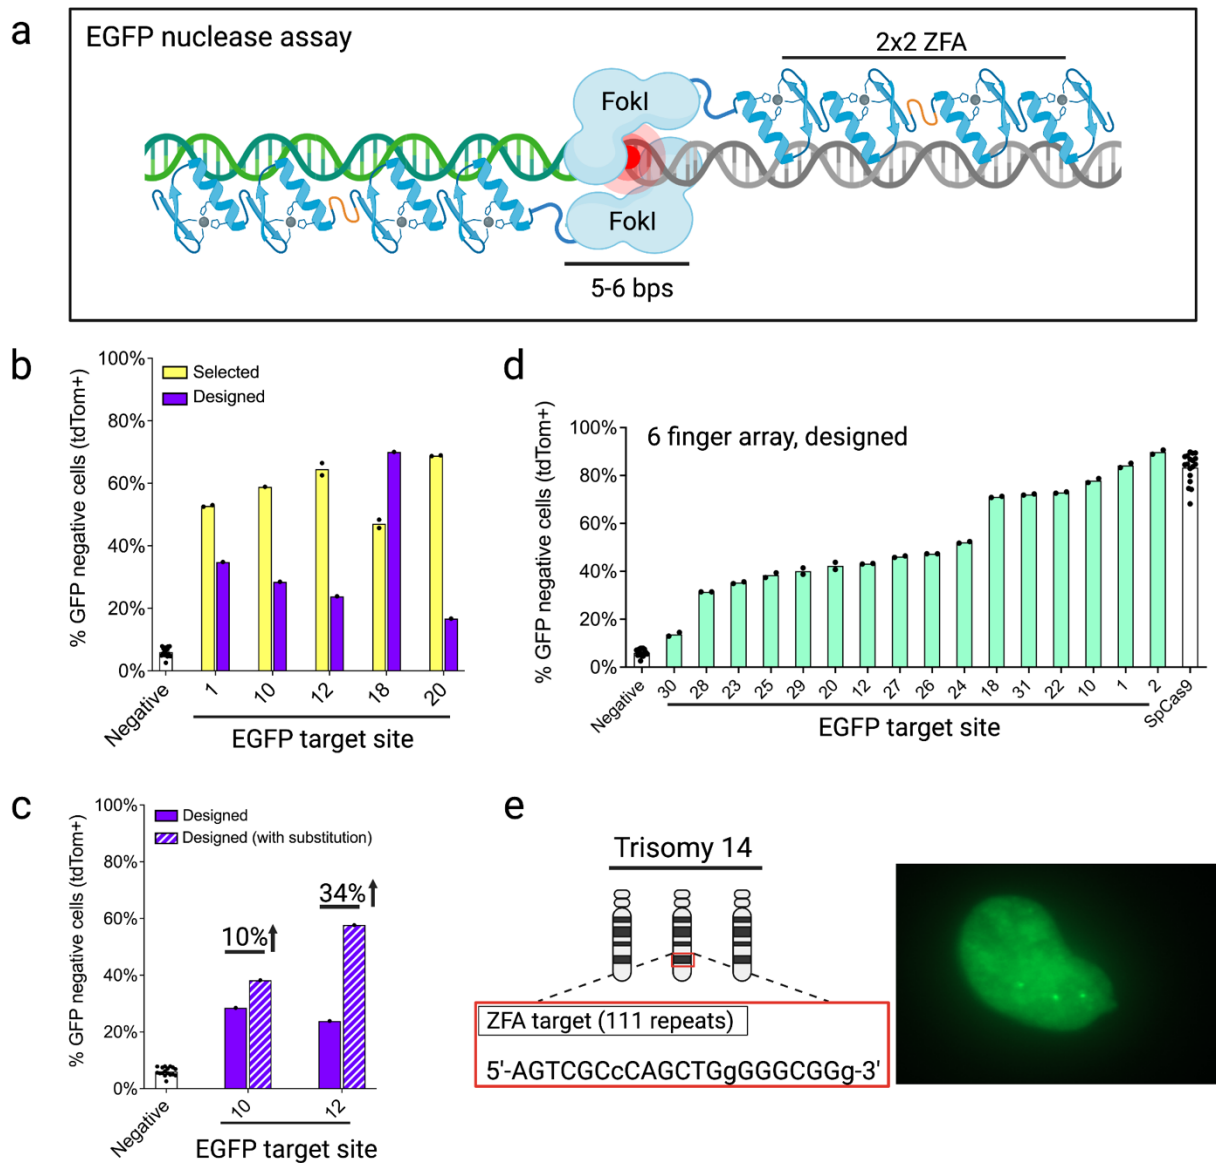 a
EGFP nuclease assay
2x2 ZFA
FokI
FokI
5-6 bps
b
% GFP negative cells (tdTom+)
100%
80%
60%
40%
20%
0%
Selected
Designed
Negative
1
10
12
18
20
EGFP target site
d
% GFP negative cells (tdTom+)
100%
80%
60%
40%
20%
0%
6 finger array, designed
Negative
30
28
23
25
29
20
12
27
26
24
18
31
22
10
1
2
SpCas9
EGFP target site
c
% GFP negative cells (tdTom+)
100%
80%
60%
40%
20%
0%
Designed
Designed (with substitution)
10%
34%
Negative
10
12
EGFP target site
e
Trisomy 14
ZFA target (111 repeats)
5'-AGTCGCcCAGCTGgGGGCGGg-3'